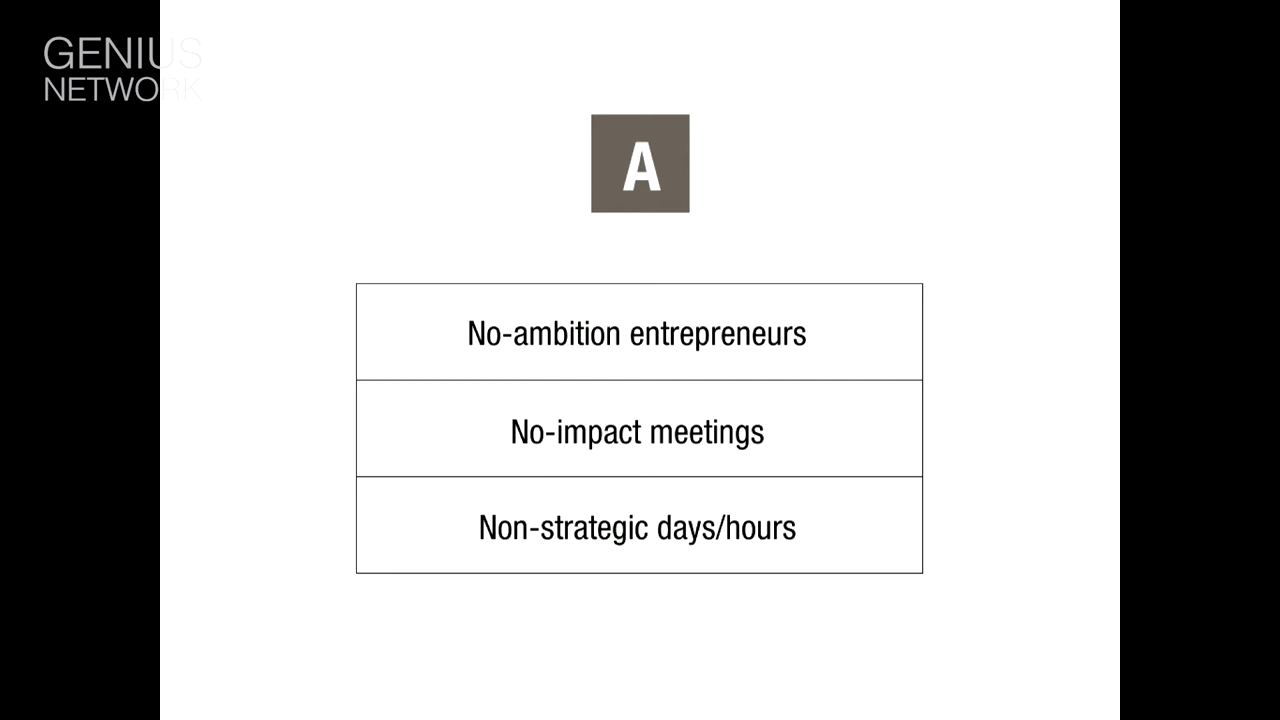 GENIUS
NETWORK
A
No-ambition entrepreneurs
No-impact meetings
Non-strategic days/hours